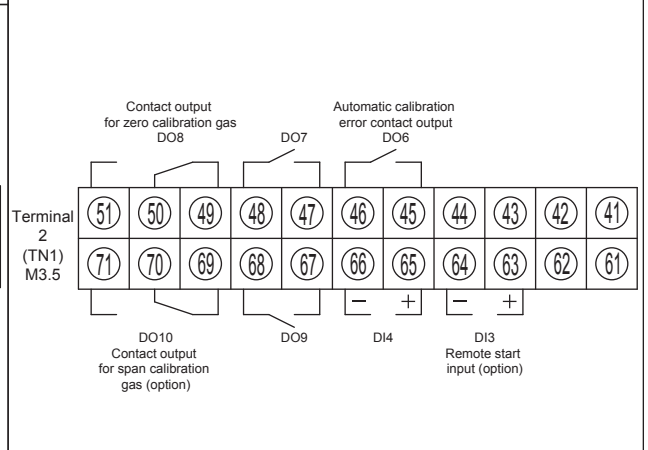 Contact output
for zero calibration gas
DO8
DO7
Automatic calibration
error contact output
DO6
Terminal
2
(TN1)
M3.5
51 50 49 48 47 46 45 44 43 42 41
71 70 69 68 67 66 65 64 63 62 61
− + − +
DO10
Contact output
for span calibration
gas (option)
DO9
DI4
DI3
Remote start
input (option)